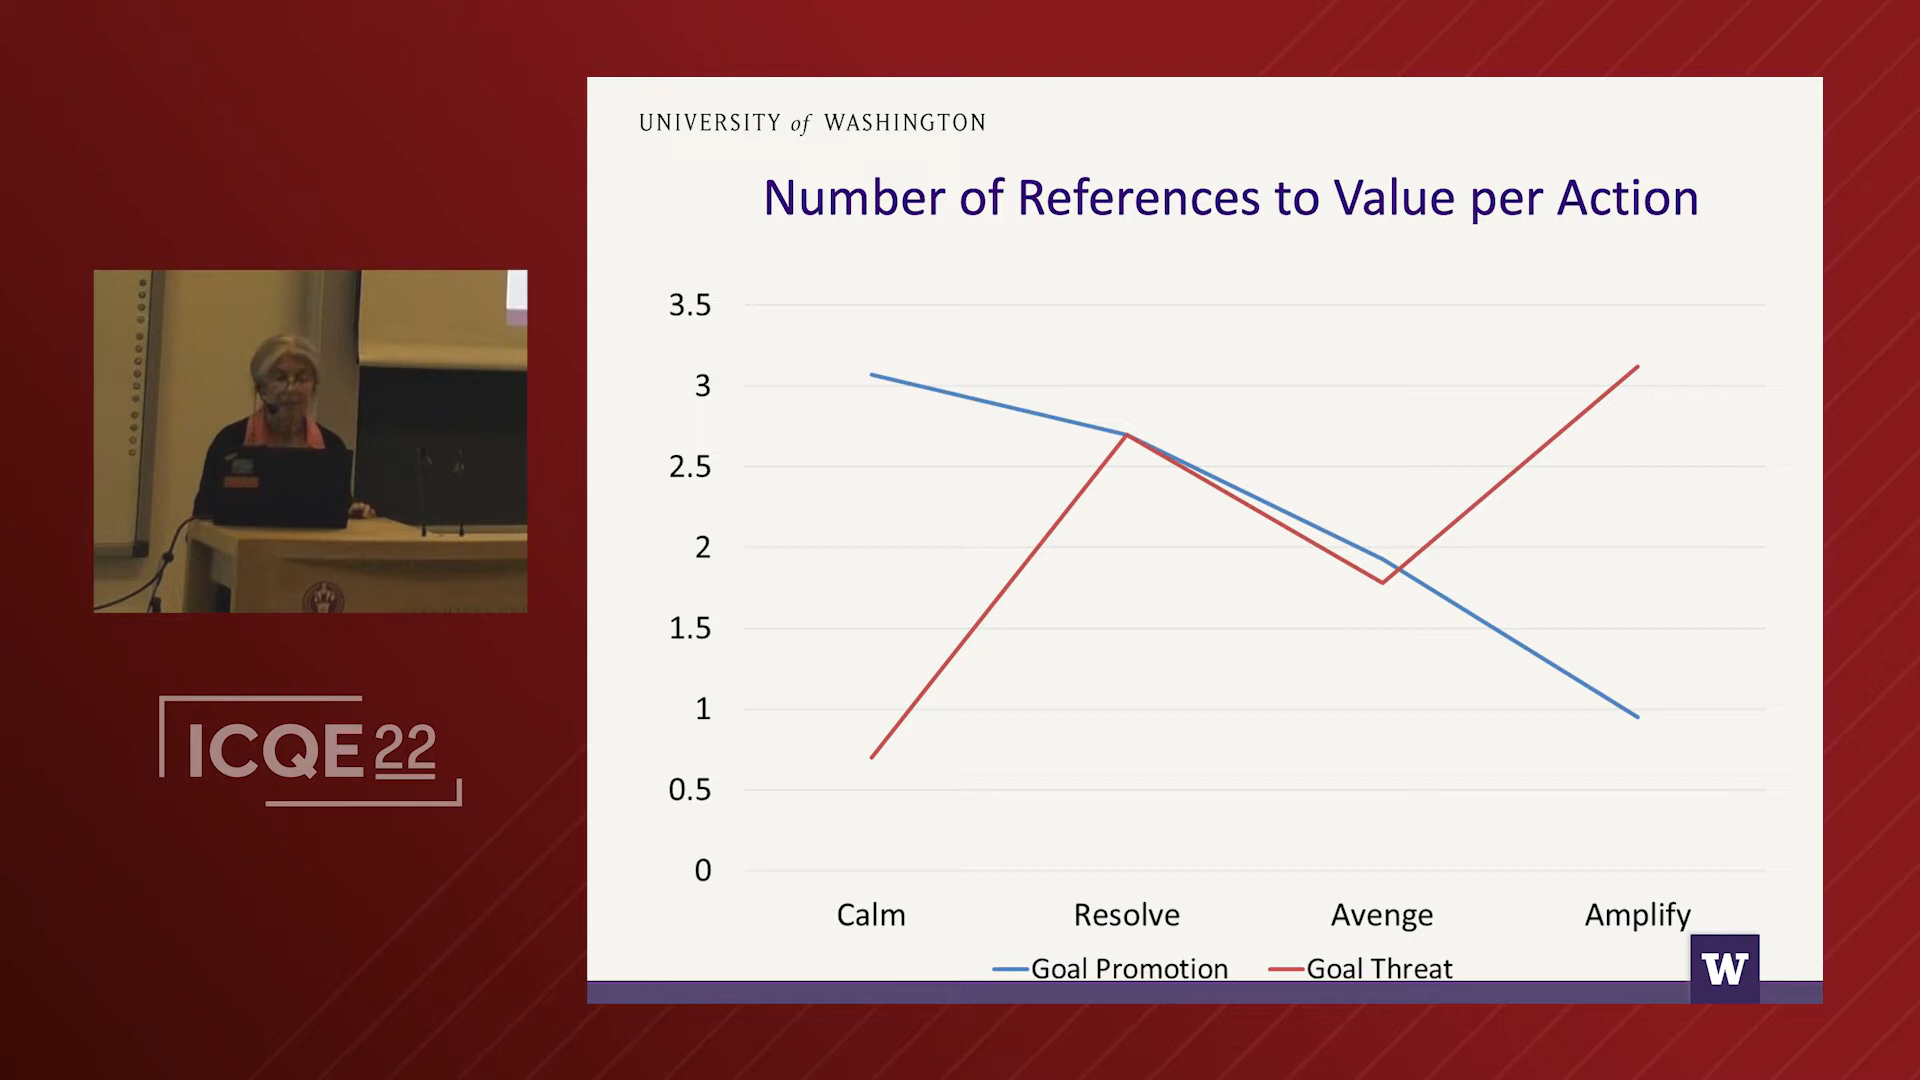 UNIVERSITY of WASHINGTON
Number of References to Value per Action
3.5
3
2.5
2
1.5
1
0.5
0
Calm Resolve Avenge Amplify
Goal Promotion Goal Threat
W
ICQE22